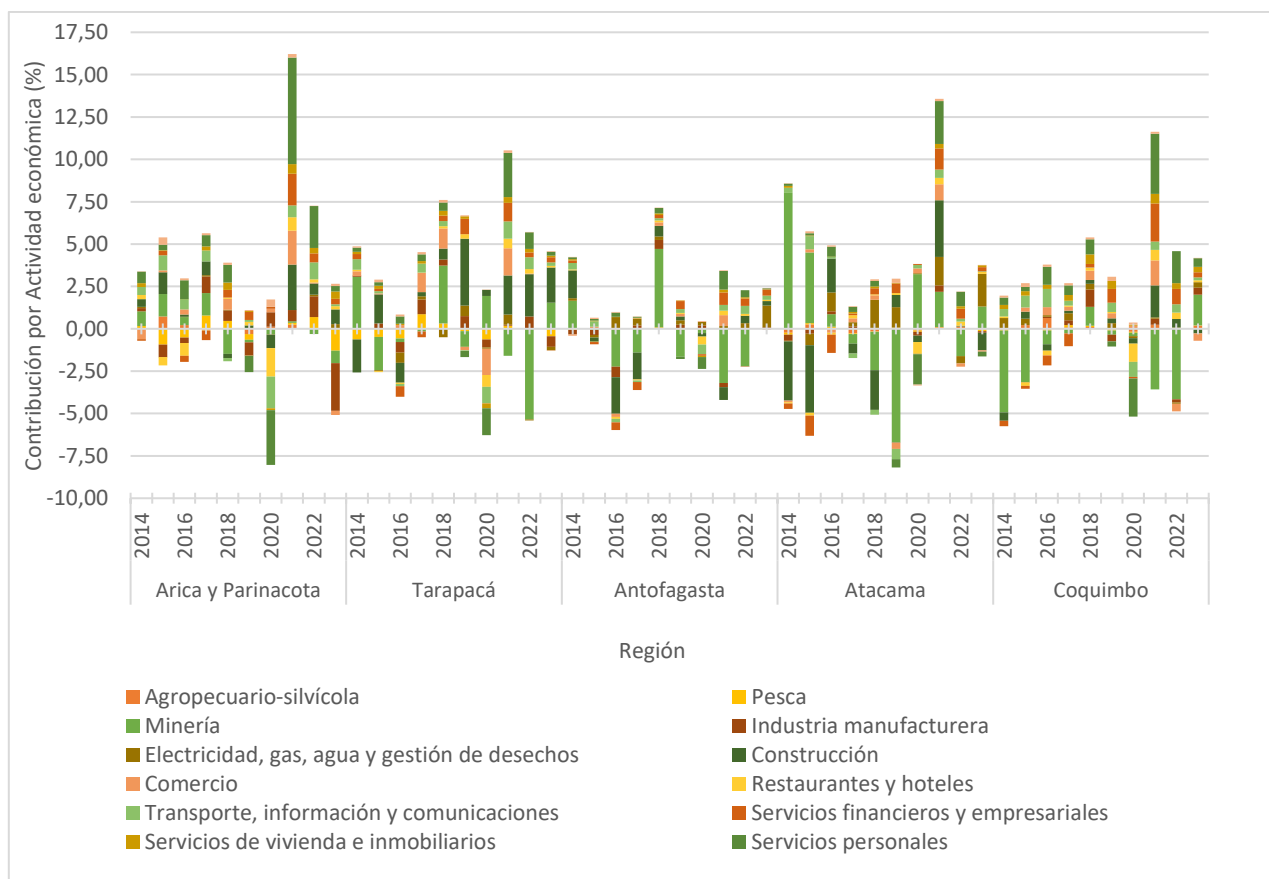 Contribución por Actividad económica (%)
17,50
15,00
12,50
10,00
7,50
5,00
2,50
0,00
-2,50
-5,00
-7,50
-10,00
2014 2016 2018 2020 2022 2014 2016 2018 2020 2022 2014 2016 2018 2020 2022 2014 2016 2018 2020 2022 2014 2016 2018 2020 2022
Arica y Parinacota Tarapacá Antofagasta Atacama Coquimbo
Región
Agropecuario-silvícola Pesca
Minería Industria manufacturera
Electricidad, gas, agua y gestión de desechos Construcción
Comercio Restaurantes y hoteles
Transporte, información y comunicaciones Servicios financieros y empresariales
Servicios de vivienda e inmobiliarios Servicios personales